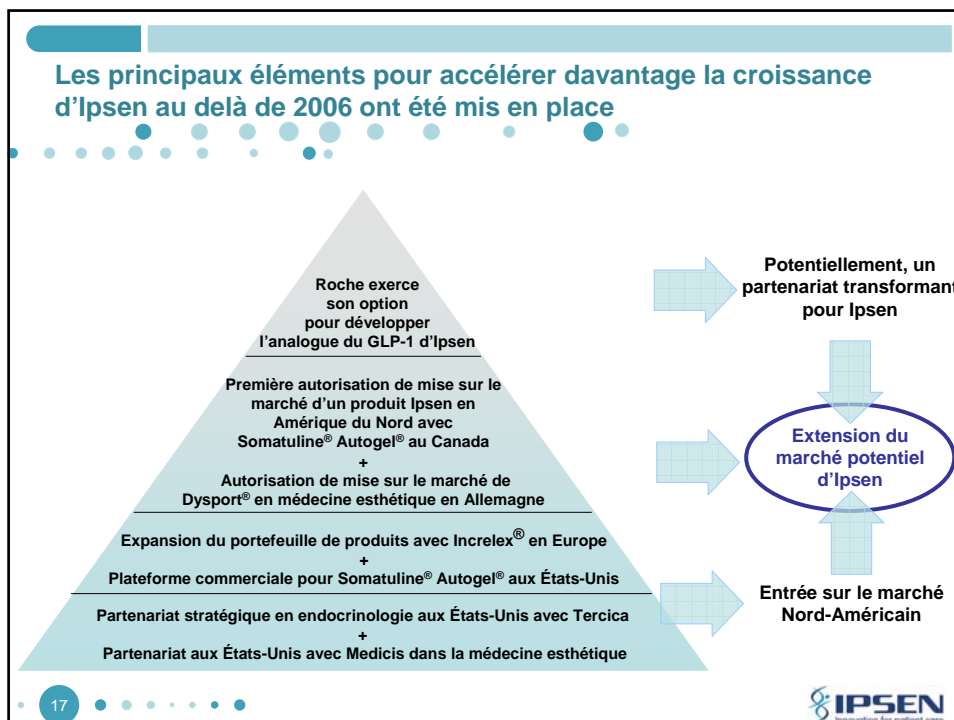 Les principaux éléments pour accélérer davantage la croissance
d'Ipsen au delà de 2006 ont été mis en place
Roche exerce
son option
pour développer
l'analogue du GLP-1 d'Ipsen
Première autorisation de mise sur le
marché d'un produit Ipsen en
Amérique du Nord avec
Somatuline® Autogel® au Canada
+
Autorisation de mise sur le marché de
Dysport® en médecine esthétique en Allemagne
Expansion du portefeuille de produits avec Increlex® en Europe
+
Plateforme commerciale pour Somatuline® Autogel® aux États-Unis
Partenariat stratégique en endocrinologie aux États-Unis avec Tercica
+
Partenariat aux États-Unis avec Medicis dans la médecine esthétique
Potentiellement, un
partenariat transformant
pour Ipsen
Extension du
marché potentiel
d'Ipsen
Entrée sur le marché
Nord-Américain
17
IPSEN
Innovation for patient care